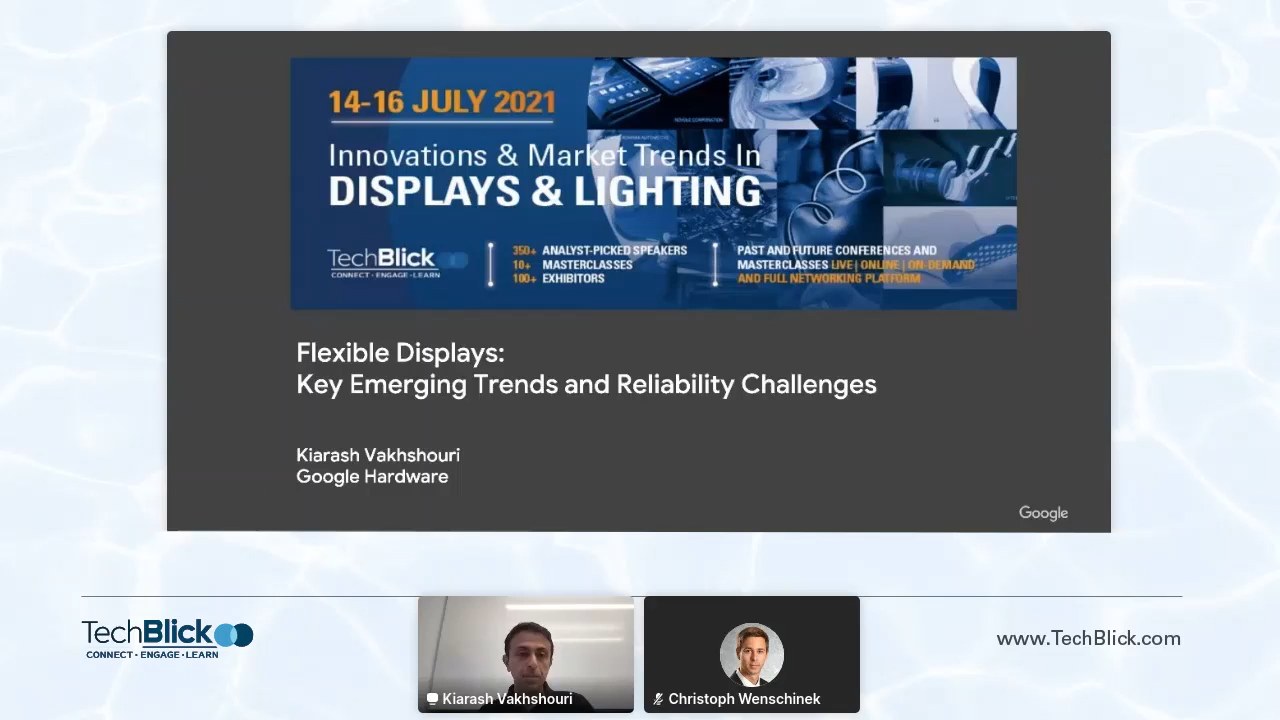 14-16 JULY 2021
Innovations & Market Trends In
DISPLAYS & LIGHTING
TechBlick
CONNECT · ENGAGE · LEARN
350+ ANALYST-PICKED SPEAKERS
10+ MASTERCLASSES
100+ EXHIBITORS
PAST AND FUTURE CONFERENCES AND
MASTERCLASSES LIVE | ONLINE | ON-DEMAND
AND FULL NETWORKING PLATFORM
Flexible Displays:
Key Emerging Trends and Reliability Challenges
Kiarash Vakhshouri
Google Hardware
Google
TechBlick
CONNECT · ENGAGE · LEARN
www.TechBlick.com
Kiarash Vakhshouri
Christoph Wenschinek